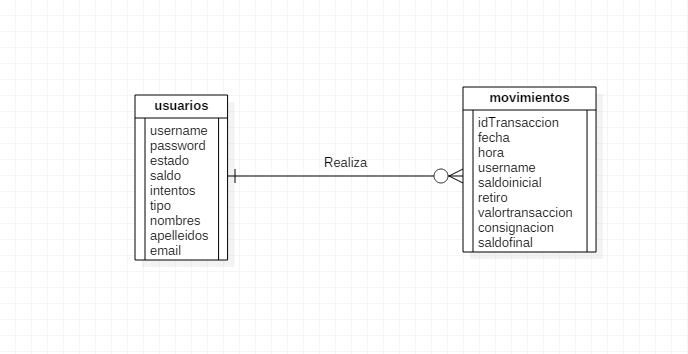 usuarios
username
password
estado
saldo
intentos
tipo
nombres
apelleidos
email
Realiza
movimientos
idTransaccion
fecha
hora
username
saldoinicial
retiro
valortransaccion
consignacion
saldofinal